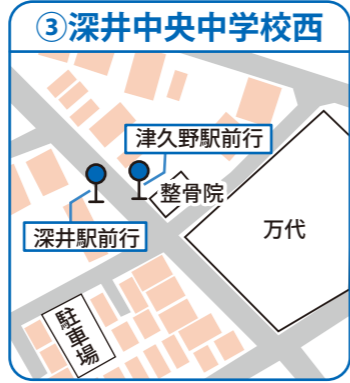 ③深井中央中学校西
津久野駅前行
整骨院
深井駅前行
万代
駐車場